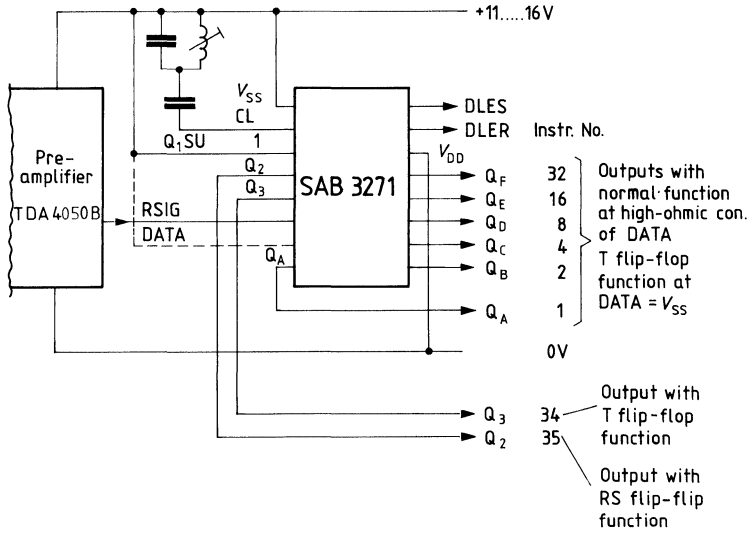 +11.....16V
Pre-
amplifier
TDA 4050B
VSS
CL
Q1SU 1
Q2
Q3
RSIG
DATA
QA
SAB 3271
DLES
DLER Instr. No.
VDD
QF 32
QE 16
QD 8
QC 4
QB 2
QA 1
Outputs with
normal function
at high-ohmic con.
of DATA
T flip-flop
function at
DATA = VSS
0V
Q3 34
Q2 35
Output with
T flip-flop
function
Output with
RS flip-flip
function